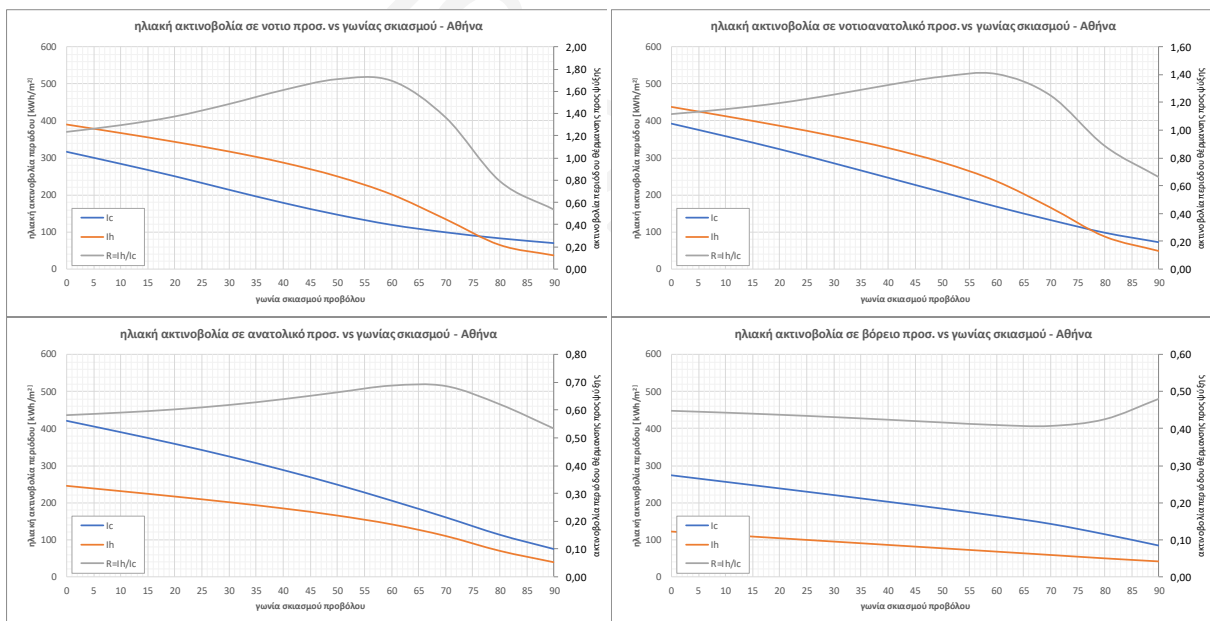 ηλιακή ακτινοβολία σε νοτιο προσ. vs γωνίας σκιασμού - Αθήνα
ηλιακή ακτινοβολία περιόδου [kWh/m²]
600
500
400
300
200
100
0
Ic
Ih
R=Ih/Ic
0 5 10 15 20 25 30 35 40 45 50 55 60 65 70 75 80 85 90
γωνία σκιασμού προβόλου
2,00
1,80
1,60
1,40
1,20
1,00
0,80
0,60
0,40
0,20
0,00
ακτινοβολία περιόδου θέρμανσης προς ψύξης
ηλιακή ακτινοβολία σε νοτιοανατολικό προσ. vs γωνίας σκιασμού - Αθήνα
ηλιακή ακτινοβολία περιόδου [kWh/m²]
600
500
400
300
200
100
0
Ic
Ih
R=Ih/Ic
0 5 10 15 20 25 30 35 40 45 50 55 60 65 70 75 80 85 90
γωνία σκιασμού προβόλου
1,60
1,40
1,20
1,00
0,80
0,60
0,40
0,20
0,00
ακτινοβολία περιόδου θέρμανσης προς ψύξης
ηλιακή ακτινοβολία σε ανατολικό προσ. vs γωνίας σκιασμού - Αθήνα
ηλιακή ακτινοβολία περιόδου [kWh/m²]
600
500
400
300
200
100
0
Ic
Ih
R=Ih/Ic
0 5 10 15 20 25 30 35 40 45 50 55 60 65 70 75 80 85 90
γωνία σκιασμού προβόλου
0,80
0,70
0,60
0,50
0,40
0,30
0,20
0,10
0,00
ακτινοβολία περιόδου θέρμανσης προς ψύξης
ηλιακή ακτινοβολία σε βόρειο προσ. vs γωνίας σκιασμού - Αθήνα
ηλιακή ακτινοβολία περιόδου [kWh/m²]
600
500
400
300
200
100
0
Ic
Ih
R=Ih/Ic
0 5 10 15 20 25 30 35 40 45 50 55 60 65 70 75 80 85 90
γωνία σκιασμού προβόλου
0,60
0,50
0,40
0,30
0,20
0,10
0,00
ακτινοβολία περιόδου θέρμανσης προς ψύξης